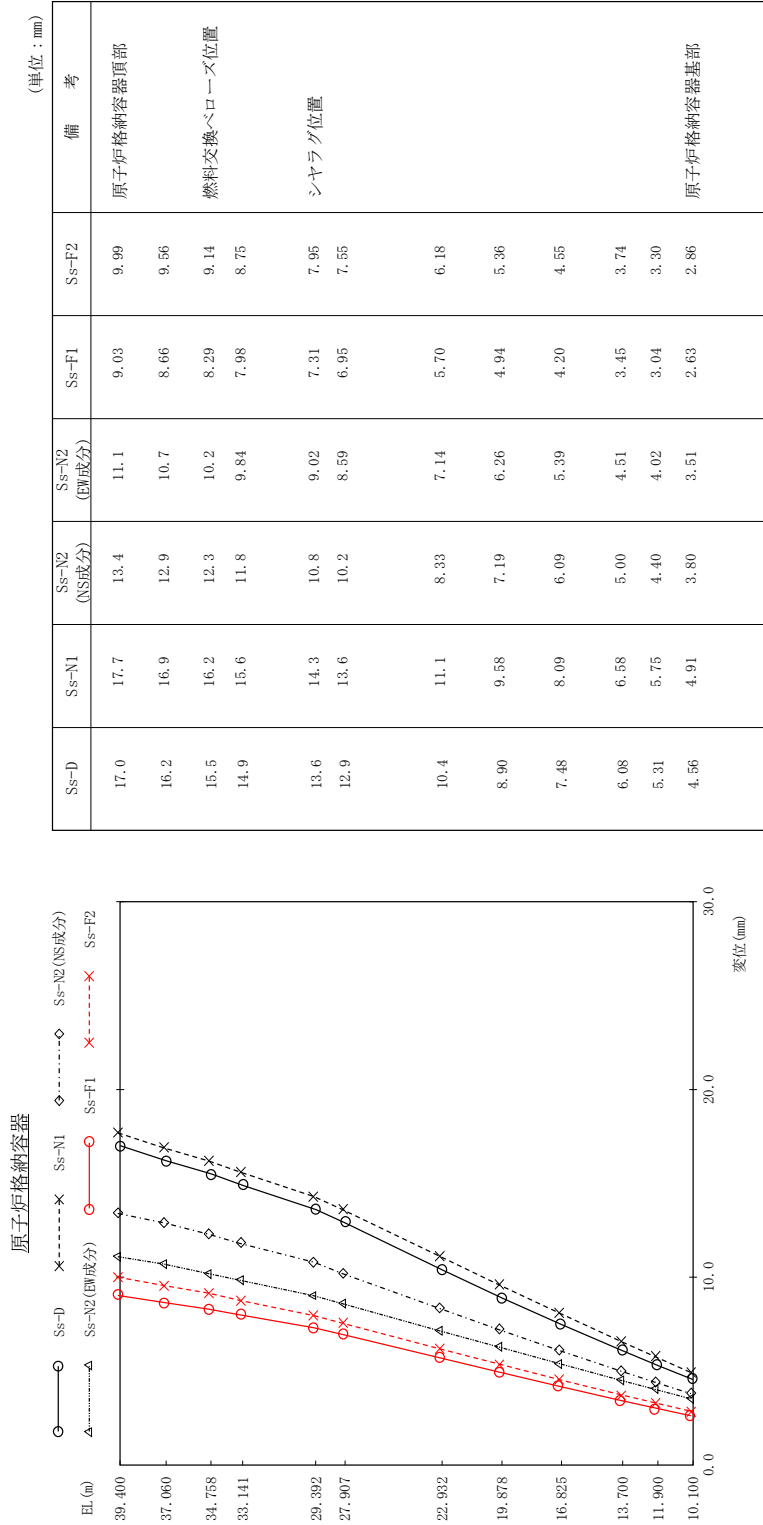 原子炉格納容器
Ss-D Ss-N1 Ss-N2(NS成分)
Ss-N2(EW成分) Ss-F1 Ss-F2
EL(m)
39.400
37.060
34.758
33.141
29.392
27.907
22.932
19.878
16.825
13.700
11.900
10.100
0.0 10.0 20.0 30.0
変位(mm)
(単位：mm)
Ss-D Ss-N1 Ss-N2(NS成分) Ss-N2(EW成分) Ss-F1 Ss-F2 備 考
17.0 17.7 13.4 11.1 9.03 9.99 原子炉格納容器頂部
16.2 16.9 12.9 10.7 8.66 9.56
15.5 16.2 12.3 10.2 8.29 9.14 燃料交換ベローズ位置
14.9 15.6 11.8 9.84 7.98 8.75
13.6 14.3 10.8 9.02 7.31 7.95 シヤラグ位置
12.9 13.6 10.2 8.59 6.95 7.55
10.4 11.1 8.33 7.14 5.70 6.18
8.90 9.58 7.19 6.26 4.94 5.36
7.48 8.09 6.09 5.39 4.20 4.55
6.08 6.58 5.00 4.51 3.45 3.74
5.31 5.75 4.40 4.02 3.04 3.30
4.56 4.91 3.80 3.51 2.63 2.86 原子炉格納容器基部